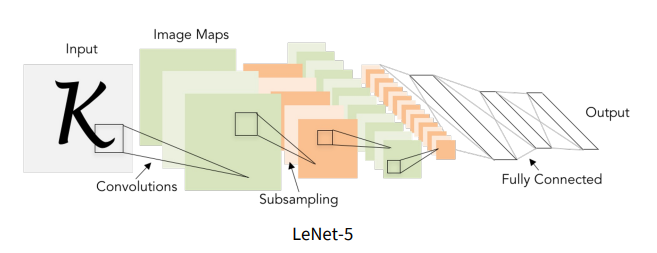 Input
Image Maps
K
Output
Convolutions
Subsampling
Fully Connected
LeNet-5